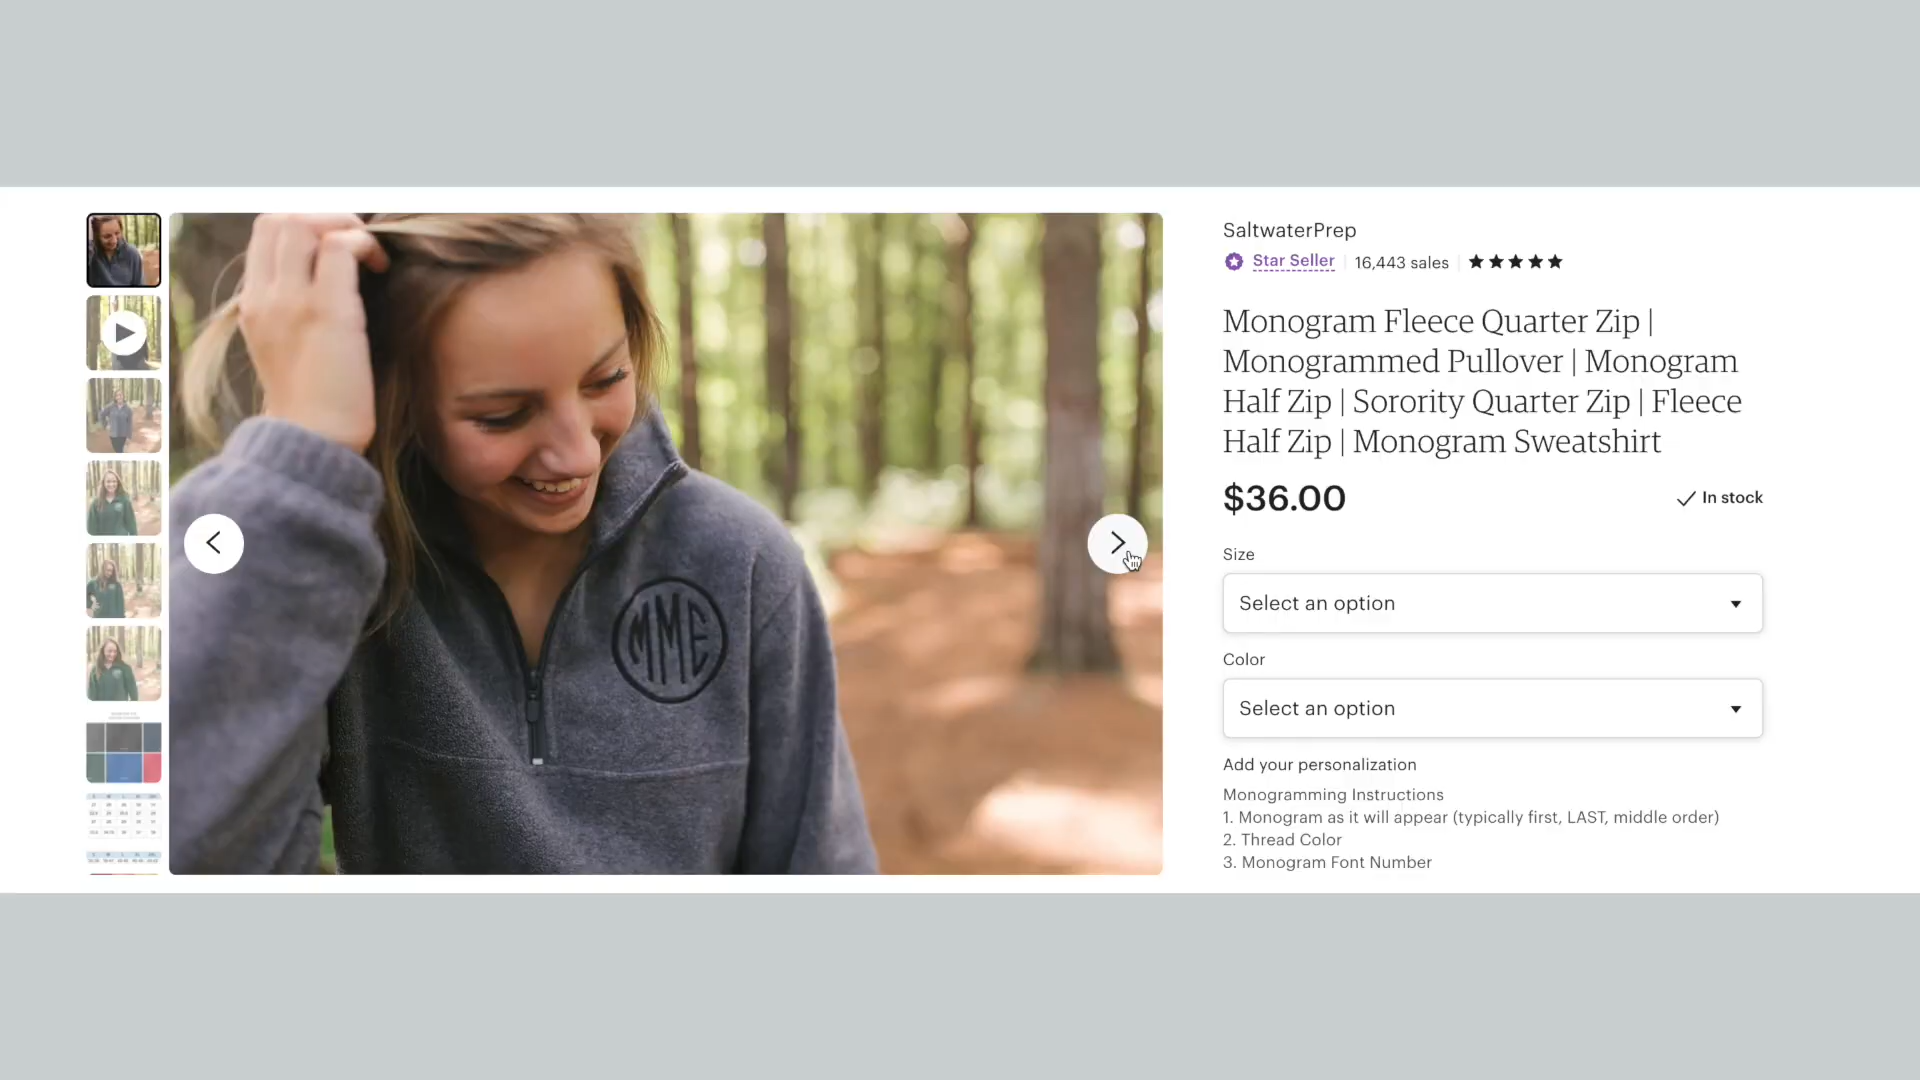 SaltwaterPrep
Star Seller | 16,443 sales |
Monogram Fleece Quarter Zip |
Monogrammed Pullover | Monogram
Half Zip | Sorority Quarter Zip | Fleece
Half Zip | Monogram Sweatshirt
$36.00
In stock
Size
Select an option
Color
Select an option
Add your personalization
Monogramming Instructions
1. Monogram as it will appear (typically first, LAST, middle order)
2. Thread Color
3. Monogram Font Number
MME